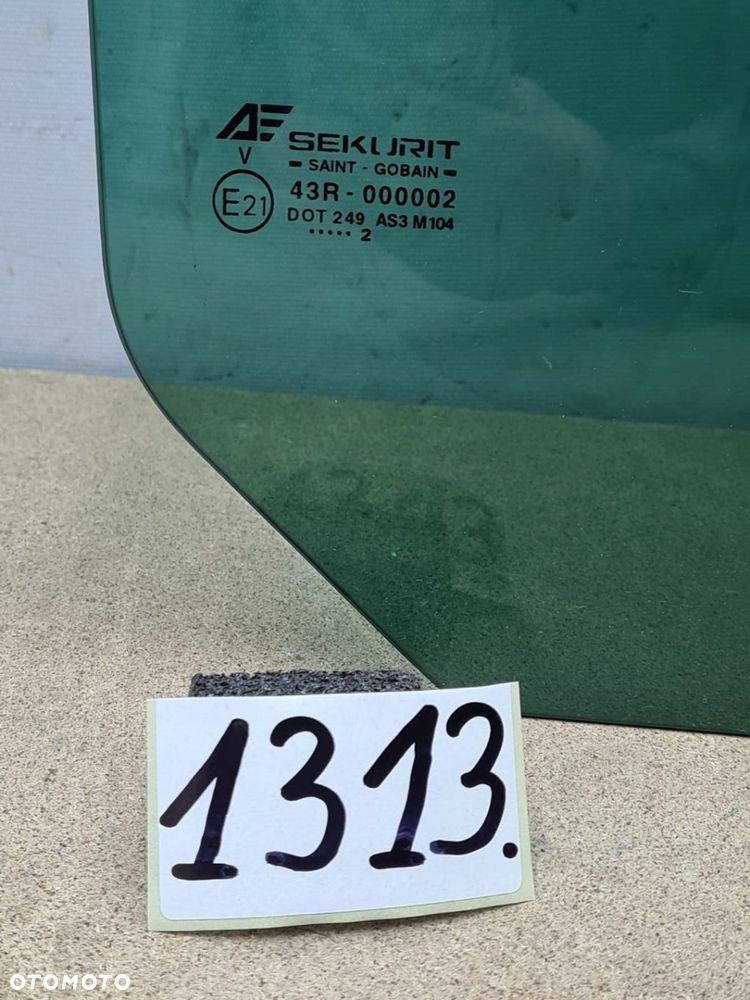 AE SEKURIT
V
SAINT - GOBAIN
E21
43R - 000002
DOT 249 AS3 M104
..... 2
1313.
OTOMOTO